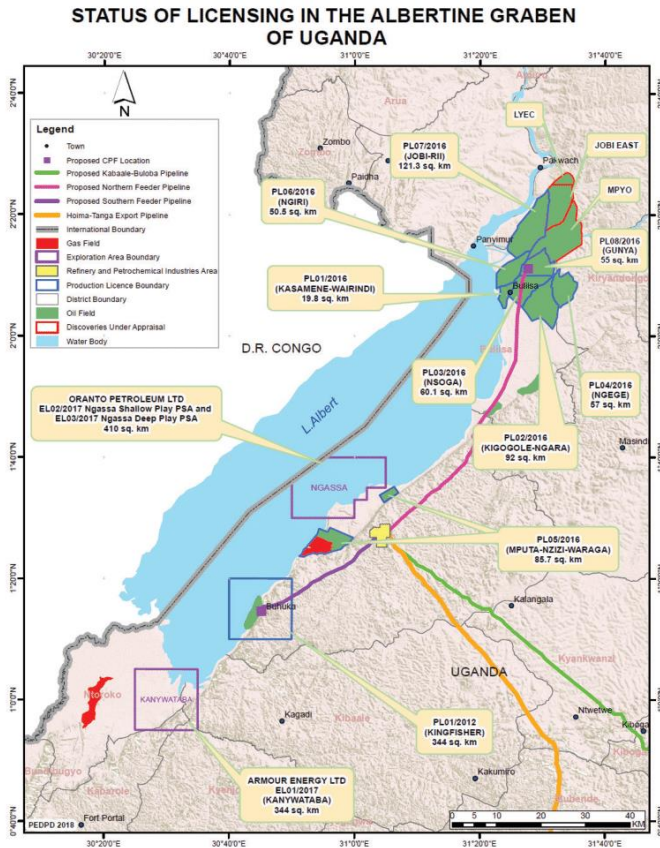 STATUS OF LICENSING IN THE ALBERTINE GRABEN
OF UGANDA
30°20'0"E
30°40'0"E
31°0'0"E
31°20'0"E
31°40'0"E
2°40'0"N
2°20'0"N
2°0'0"N
1°40'0"N
1°20'0"N
1°0'0"N
0°40'0"N
N
Legend
Town
Proposed CPF Location
Proposed Kabaale-Buloba Pipeline
Proposed Northern Feeder Pipeline
Proposed Southern Feeder Pipeline
Hoima-Tanga Export Pipeline
International Boundary
Gas Field
Exploration Area Boundary
Refinery and Petrochemical Industries Area
Production Licence Boundary
District Boundary
Oil Field
Discoveries Under Appraisal
Water Body
Arua
Zombo
Zombo
Paidha
Pakwach
Panyimur
LYEC
JOBI EAST
MPYO
PL07/2016
(JOBI-RII)
121.3 sq. km
PL06/2016
(NGIRI)
50.5 sq. km
PL08/2016
(GUNYA)
55 sq. km
Kiryandongo
PL01/2016
(KASAMENE-WAIRINDI)
19.8 sq. km
Buliisa
Buliisa
D.R. CONGO
L.Albert
PL03/2016
(NSOGA)
60.1 sq. km
PL04/2016
(NGEGE)
57 sq. km
PL02/2016
(KIGOGOLE-NGARA)
92 sq. km
Masindi
ORANTO PETROLEUM LTD
EL02/2017 Ngassa Shallow Play PSA and
EL03/2017 Ngassa Deep Play PSA
410 sq. km
NGASSA
PL05/2016
(MPUTA-NZIZI-WARAGA)
85.7 sq. km
Buhuka
Katangala
UGANDA
Kyankwanzi
Ntoroko
KANYWATABA
Kagadi
Kibaale
PL01/2012
(KINGFISHER)
344 sq. km
Ntwetwe
Kiboga
Kiboga
Bundibugyo
Kabarole
ARMOUR ENERGY LTD
EL01/2017
(KANYWATABA)
344 sq. km
Kakumiro
Mubende
Fort Portal
PEDPD 2018
0 5 10 20 30 40
KM